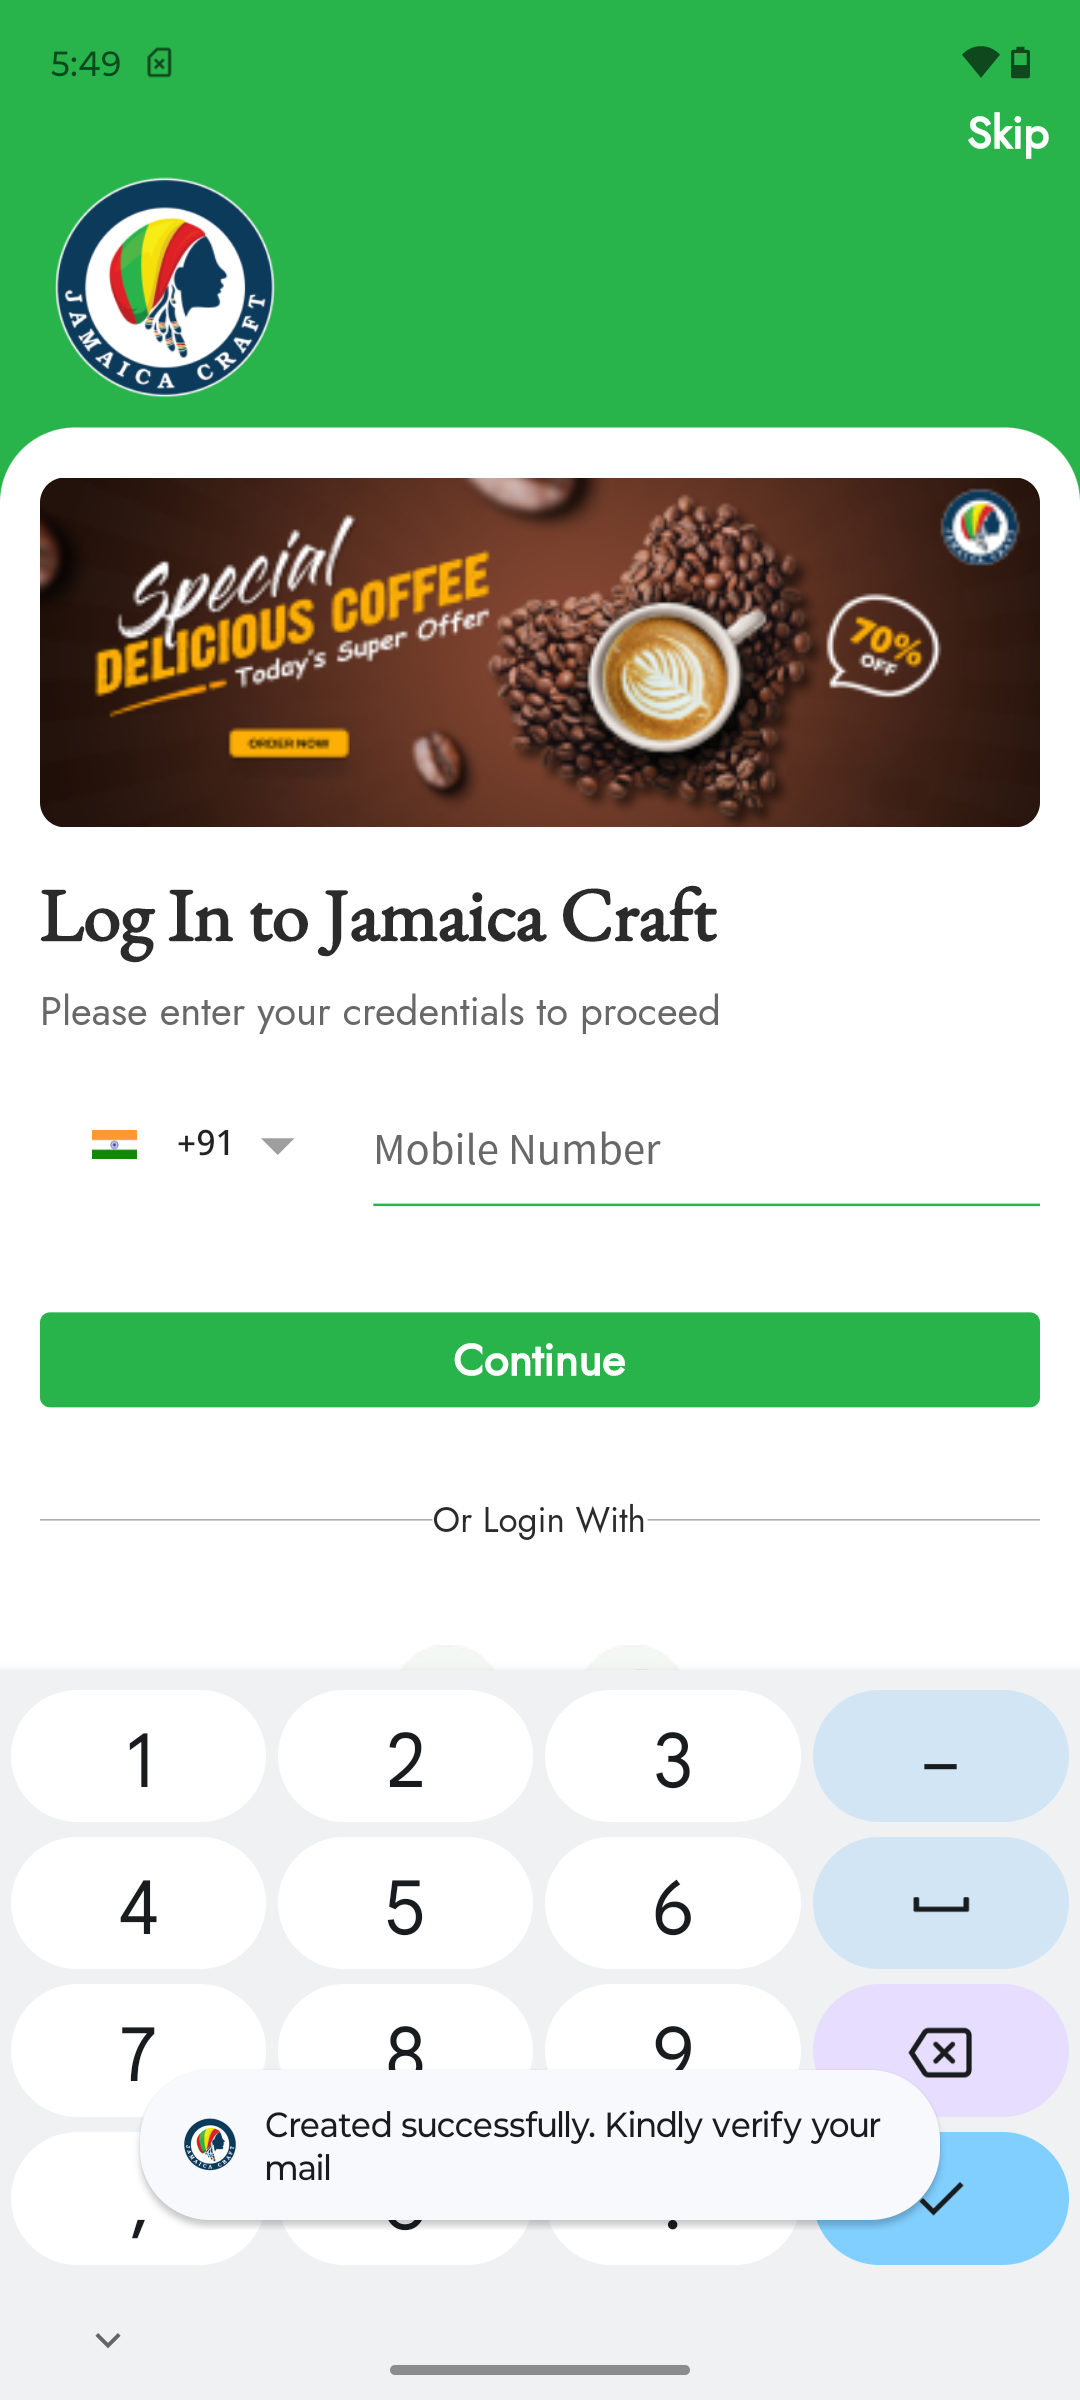 5:49
Skip
JAMAICA CRAFT
Special
DELICIOUS COFFEE
Today's Super Offer
ORDER NOW
70%
OFF
JAMAICA CRAFT
Log In to Jamaica Craft
Please enter your credentials to proceed
+91
Mobile Number
Continue
Or Login With
1 2 3 –
4 5 6
7 8 9
Created successfully. Kindly verify your
mail
, .